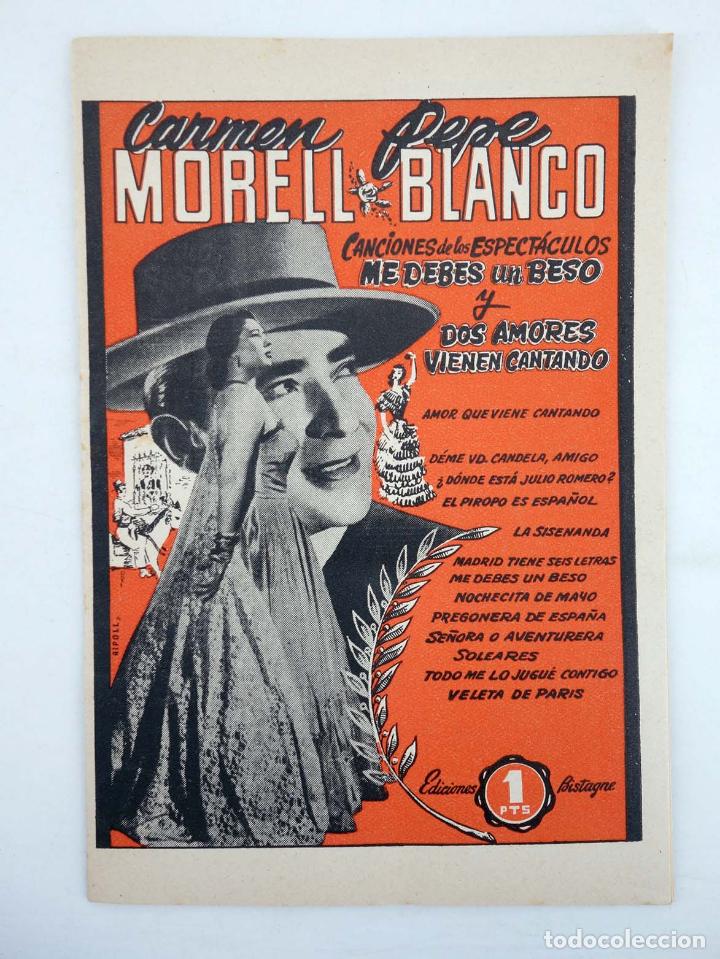 Carmen Pepe
MORELL BLANCO
CANCIONES de los ESPECTÁCULOS
ME DEBES un BESO
y
DOS AMORES
VIENEN CANTANDO
AMOR QUE VIENE CANTANDO
DÉME VD. CANDELA, AMIGO
¿DÓNDE ESTÁ JULIO ROMERO?
EL PIROPO ES ESPAÑOL
LA SISENANDA
MADRID TIENE SEIS LETRAS
ME DEBES UN BESO
NOCHECITA DE MAYO
PREGONERA DE ESPAÑA
SEÑORA O AVENTURERA
SOLEARES
TODO ME LO JUGUÉ CONTIGO
VELETA DE PARIS
RIPOLL
Ediciones 1 Bistagne
PTS
todocoleccion
todocoleccion.net